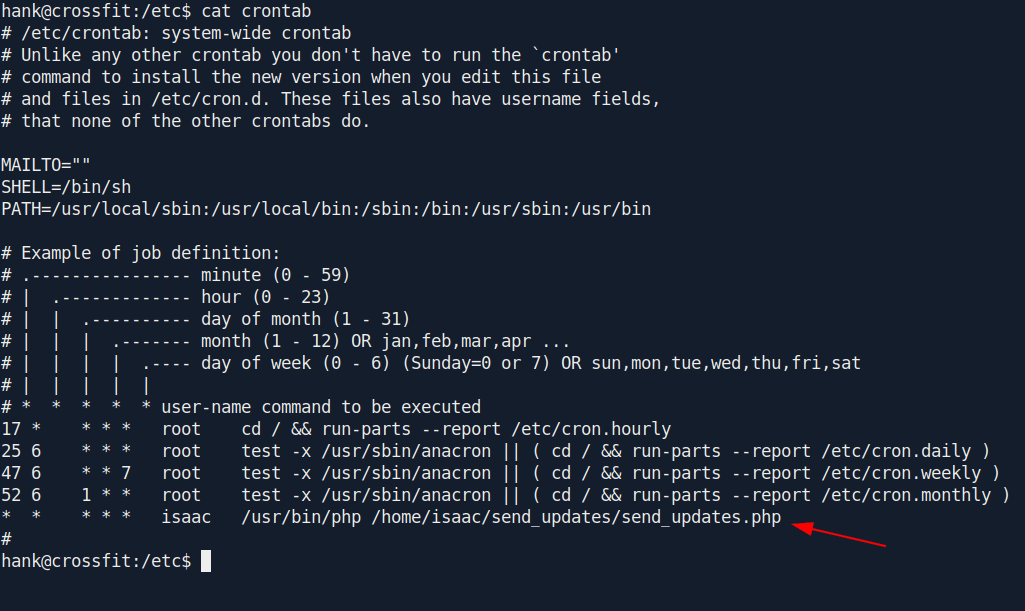 hank@crossfit:/etc$ cat crontab
# /etc/crontab: system-wide crontab
# Unlike any other crontab you don't have to run the `crontab'
# command to install the new version when you edit this file
# and files in /etc/cron.d. These files also have username fields,
# that none of the other crontabs do.

MAILTO=""
SHELL=/bin/sh
PATH=/usr/local/sbin:/usr/local/bin:/sbin:/bin:/usr/sbin:/usr/bin

# Example of job definition:
# .---------------- minute (0 - 59)
# |  .------------- hour (0 - 23)
# |  |  .---------- day of month (1 - 31)
# |  |  |  .------- month (1 - 12) OR jan,feb,mar,apr ...
# |  |  |  |  .---- day of week (0 - 6) (Sunday=0 or 7) OR sun,mon,tue,wed,thu,fri,sat
# |  |  |  |  |
# *  *  *  *  * user-name command to be executed
17 *    * * *   root    cd / && run-parts --report /etc/cron.hourly
25 6    * * *   root    test -x /usr/sbin/anacron || ( cd / && run-parts --report /etc/cron.daily )
47 6    * * 7   root    test -x /usr/sbin/anacron || ( cd / && run-parts --report /etc/cron.weekly )
52 6    1 * *   root    test -x /usr/sbin/anacron || ( cd / && run-parts --report /etc/cron.monthly )
*  *    * * *   isaac   /usr/bin/php /home/isaac/send_updates/send_updates.php
#
hank@crossfit:/etc$